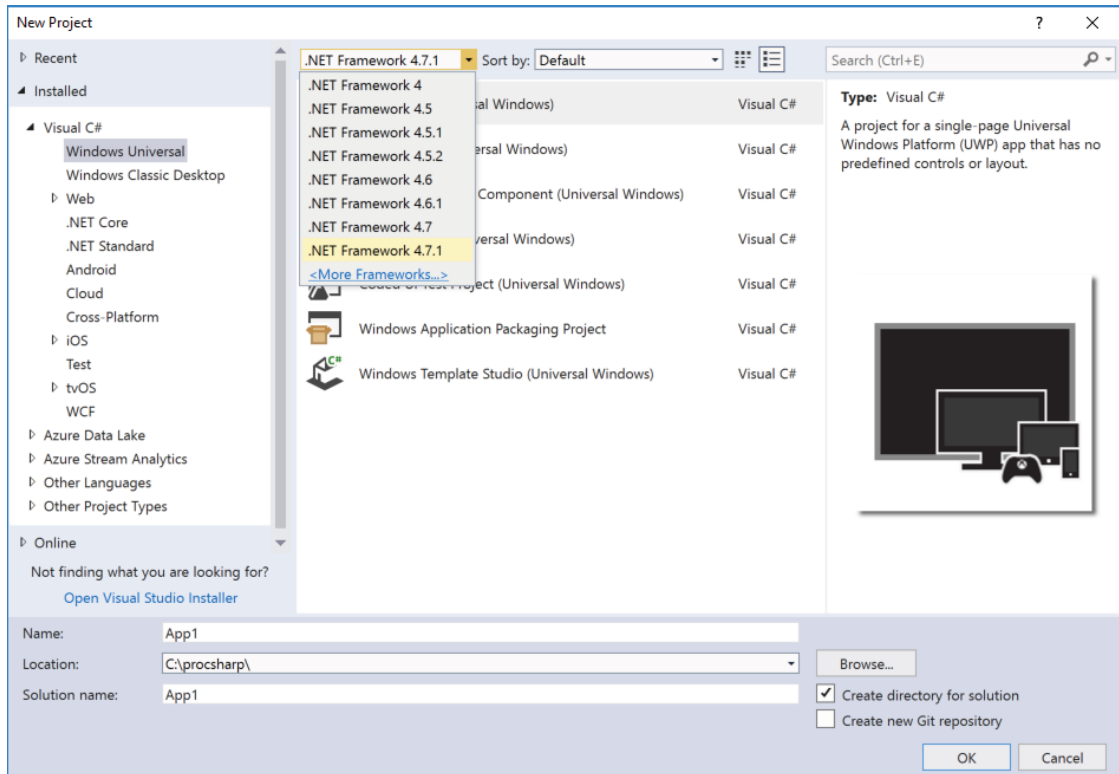 New Project
?
Recent
Installed
Visual C#
Windows Universal
Windows Classic Desktop
Web
.NET Core
.NET Standard
Android
Cloud
Cross-Platform
iOS
Test
tvOS
WCF
Azure Data Lake
Azure Stream Analytics
Other Languages
Other Project Types
Online
Not finding what you are looking for?
Open Visual Studio Installer
.NET Framework 4.7.1 Sort by: Default
.NET Framework 4
.NET Framework 4.5
.NET Framework 4.5.1
.NET Framework 4.5.2
.NET Framework 4.6
.NET Framework 4.6.1
.NET Framework 4.7
.NET Framework 4.7.1
<More Frameworks...>
Windows) Visual C#
Windows) Visual C#
Component (Universal Windows) Visual C#
Windows) Visual C#
Project (Universal Windows) Visual C#
Windows Application Packaging Project Visual C#
C#
Windows Template Studio (Universal Windows) Visual C#
Search (Ctrl+E)
Type: Visual C#
A project for a single-page Universal
Windows Platform (UWP) app that has no
predefined controls or layout.
Name: App1
Location: C:\procsharp\ Browse...
Solution name: App1
Create directory for solution
Create new Git repository
OK Cancel